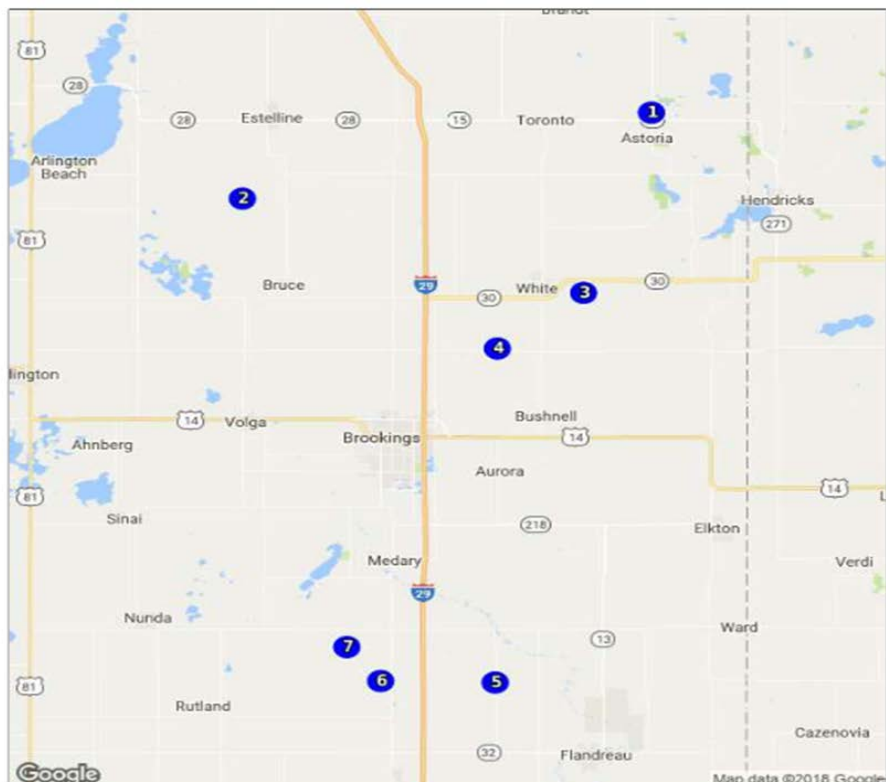 Brandt
81
28
1
28
Estelline
28
15
Toronto
Astoria
Arlington
Beach
2
Hendricks
271
81
29
Bruce
30
White
3
30
4
lington
14
Volga
Bushnell
Brookings
14
Ahnberg
Aurora
81
14
L
Sinai
218
Elkton
Medary
Verdi
29
Nunda
13
Ward
7
6
5
81
Rutland
32
Flandreau
Cazenovia
Google
Map data ©2018 Google